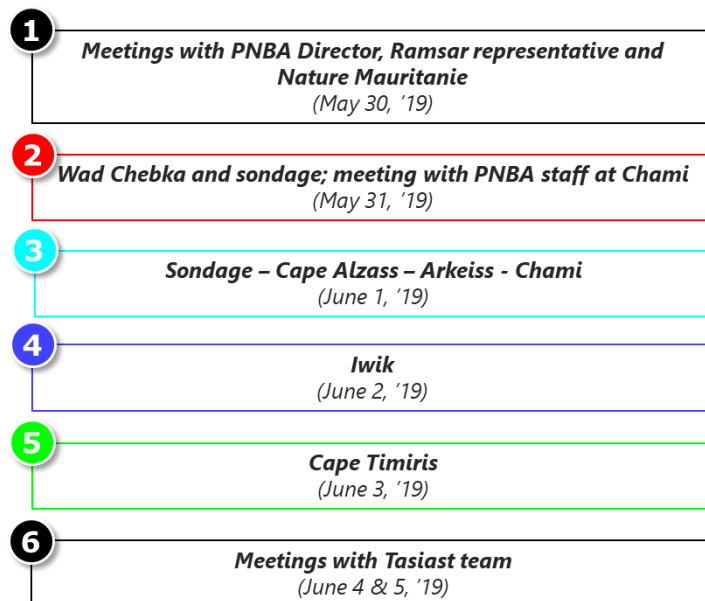 1
Meetings with PNBA Director, Ramsar representative and
Nature Mauritanie
(May 30, ’19)
2
Wad Chebka and sondage; meeting with PNBA staff at Chami
(May 31, ’19)
3
Sondage – Cape Alzass – Arkeiss - Chami
(June 1, ’19)
4
Iwik
(June 2, ’19)
5
Cape Timiris
(June 3, ’19)
6
Meetings with Tasiast team
(June 4 & 5, ’19)